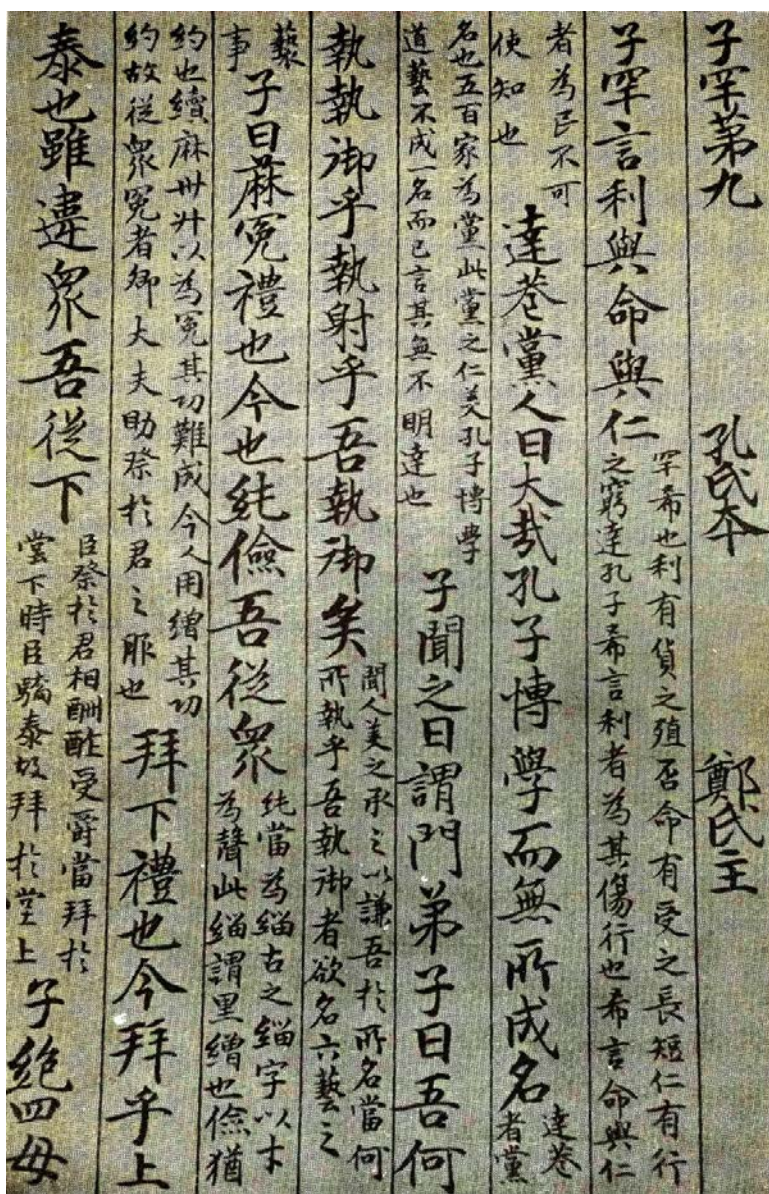 子罕第九 孔氏本 鄭氏主
子罕言利與命與仁 罕希也利有貨之殖否命有受之長短仁有行 之窮達孔子希言利者為其傷行也希言命與仁
者為民不可 使知也 達巷黨人曰大哉孔子博學而無所成名 達巷 者黨
名也五百家為黨此黨之仁美孔子博學 道藝不成一名而已言其無不明達也 子聞之曰謂門弟子曰吾何
執執御乎執射乎吾執御矣 聞人美之承之以謙吾於所名當何 所執乎吾執御者欲名六藝之
藝 事 子曰麻冕禮也今也純儉吾從眾 純當為緇古之緇字以才 為聲此緇謂黑繒也儉猶
約也續麻卅升以為冕其功難成今人用繒其功 約故從眾冕者卿大夫助祭於君之服也 拜下禮也今拜乎上
泰也雖違眾吾從下 臣祭於君相酬酢受爵當拜於 堂下時臣驕泰故拜於堂上 子絕四毋